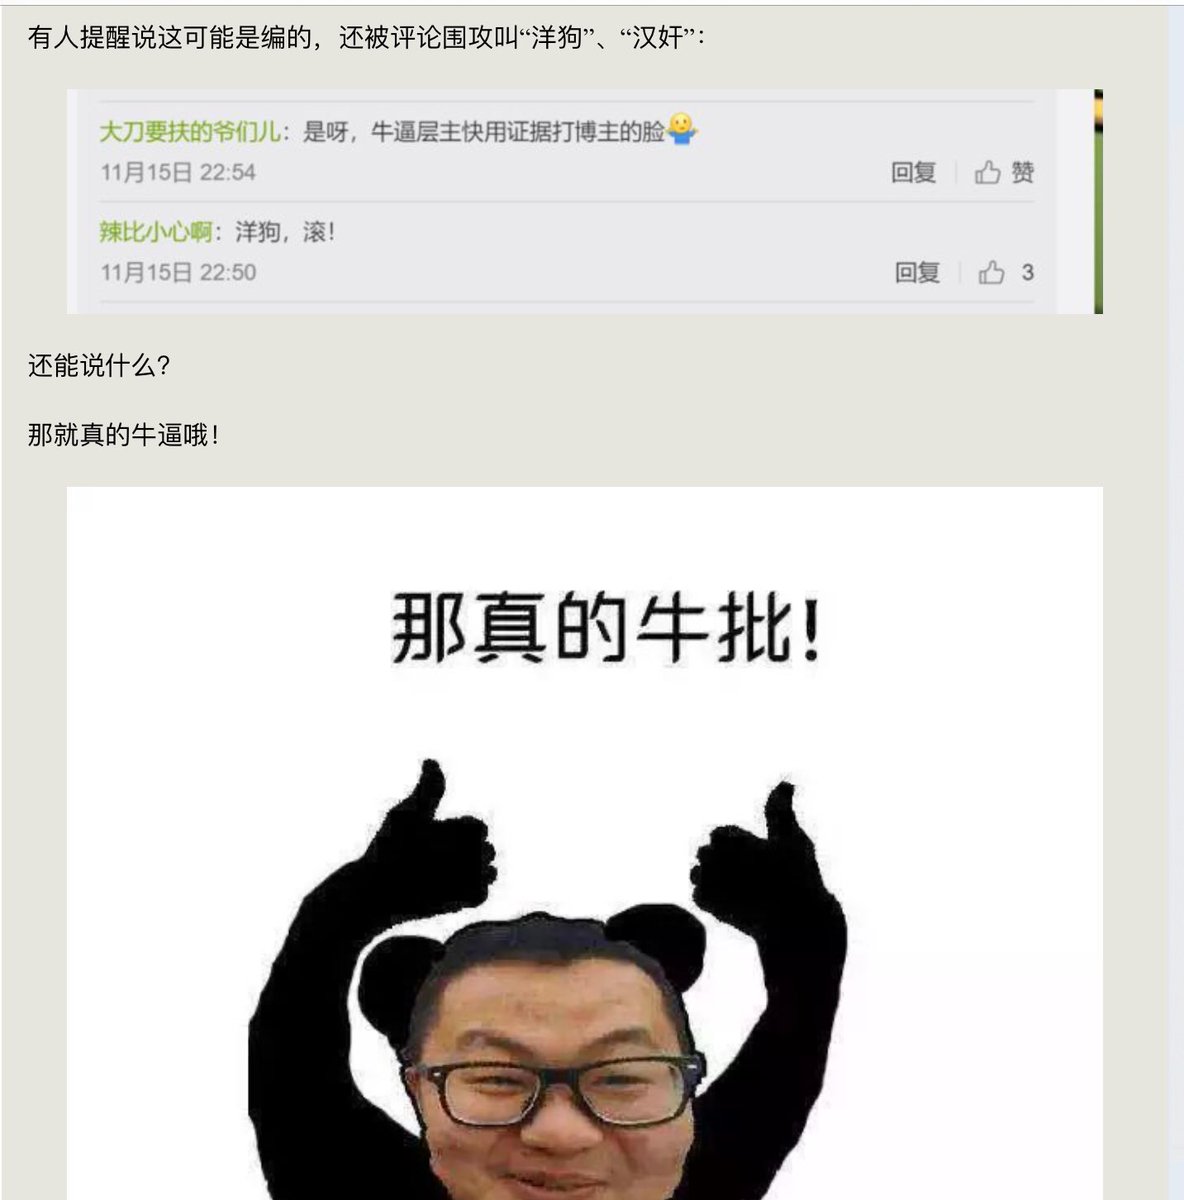 有人提醒说这可能是编的，还被评论围攻叫“洋狗”、“汉奸”：
大刀要扶的爷们儿：是呀，牛逼层主快用证据打博主的脸🤷
11月15日 22:54 回复 赞
辣比小心啊：洋狗，滚！
11月15日 22:50 回复 3
还能说什么？
那就真的牛逼哦！
那真的牛批！